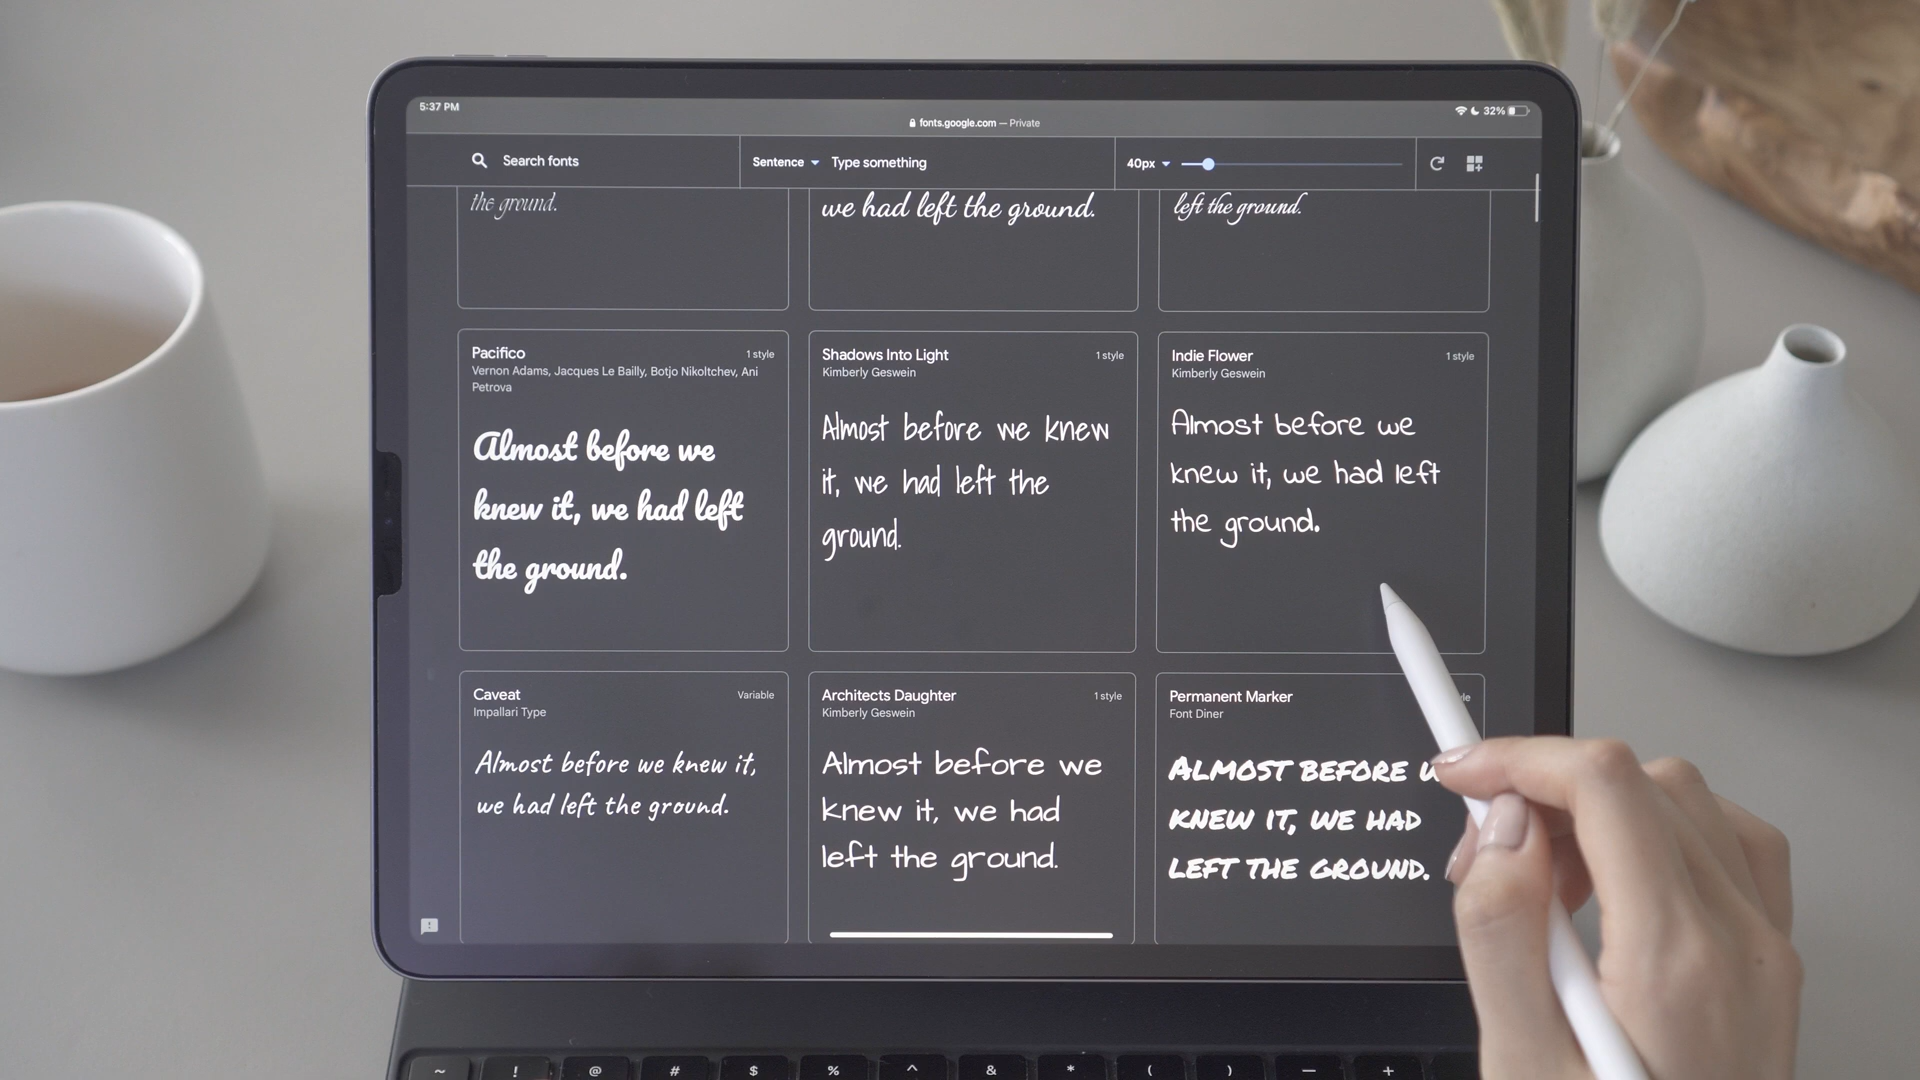 5:37 PM
fonts.google.com — Private
32%
Search fonts
Sentence
Type something
40px
the ground.
we had left the ground.
left the ground.
Pacifico
1 style
Vernon Adams, Jacques Le Bailly, Botjo Nikoltchev, Ani
Petrova
Almost before we
knew it, we had left
the ground.
Shadows Into Light
1 style
Kimberly Geswein
Almost before we knew
it, we had left the
ground.
Indie Flower
1 style
Kimberly Geswein
Almost before we
knew it, we had left
the ground.
Caveat
Variable
Impallari Type
Almost before we knew it,
we had left the ground.
Architects Daughter
1 style
Kimberly Geswein
Almost before we
knew it, we had
left the ground.
Permanent Marker
Font Diner
ALMOST BEFORE
KNEW IT, WE HAD
LEFT THE GROUND.
~ ! @ # $ % ^ & * ( ) — +